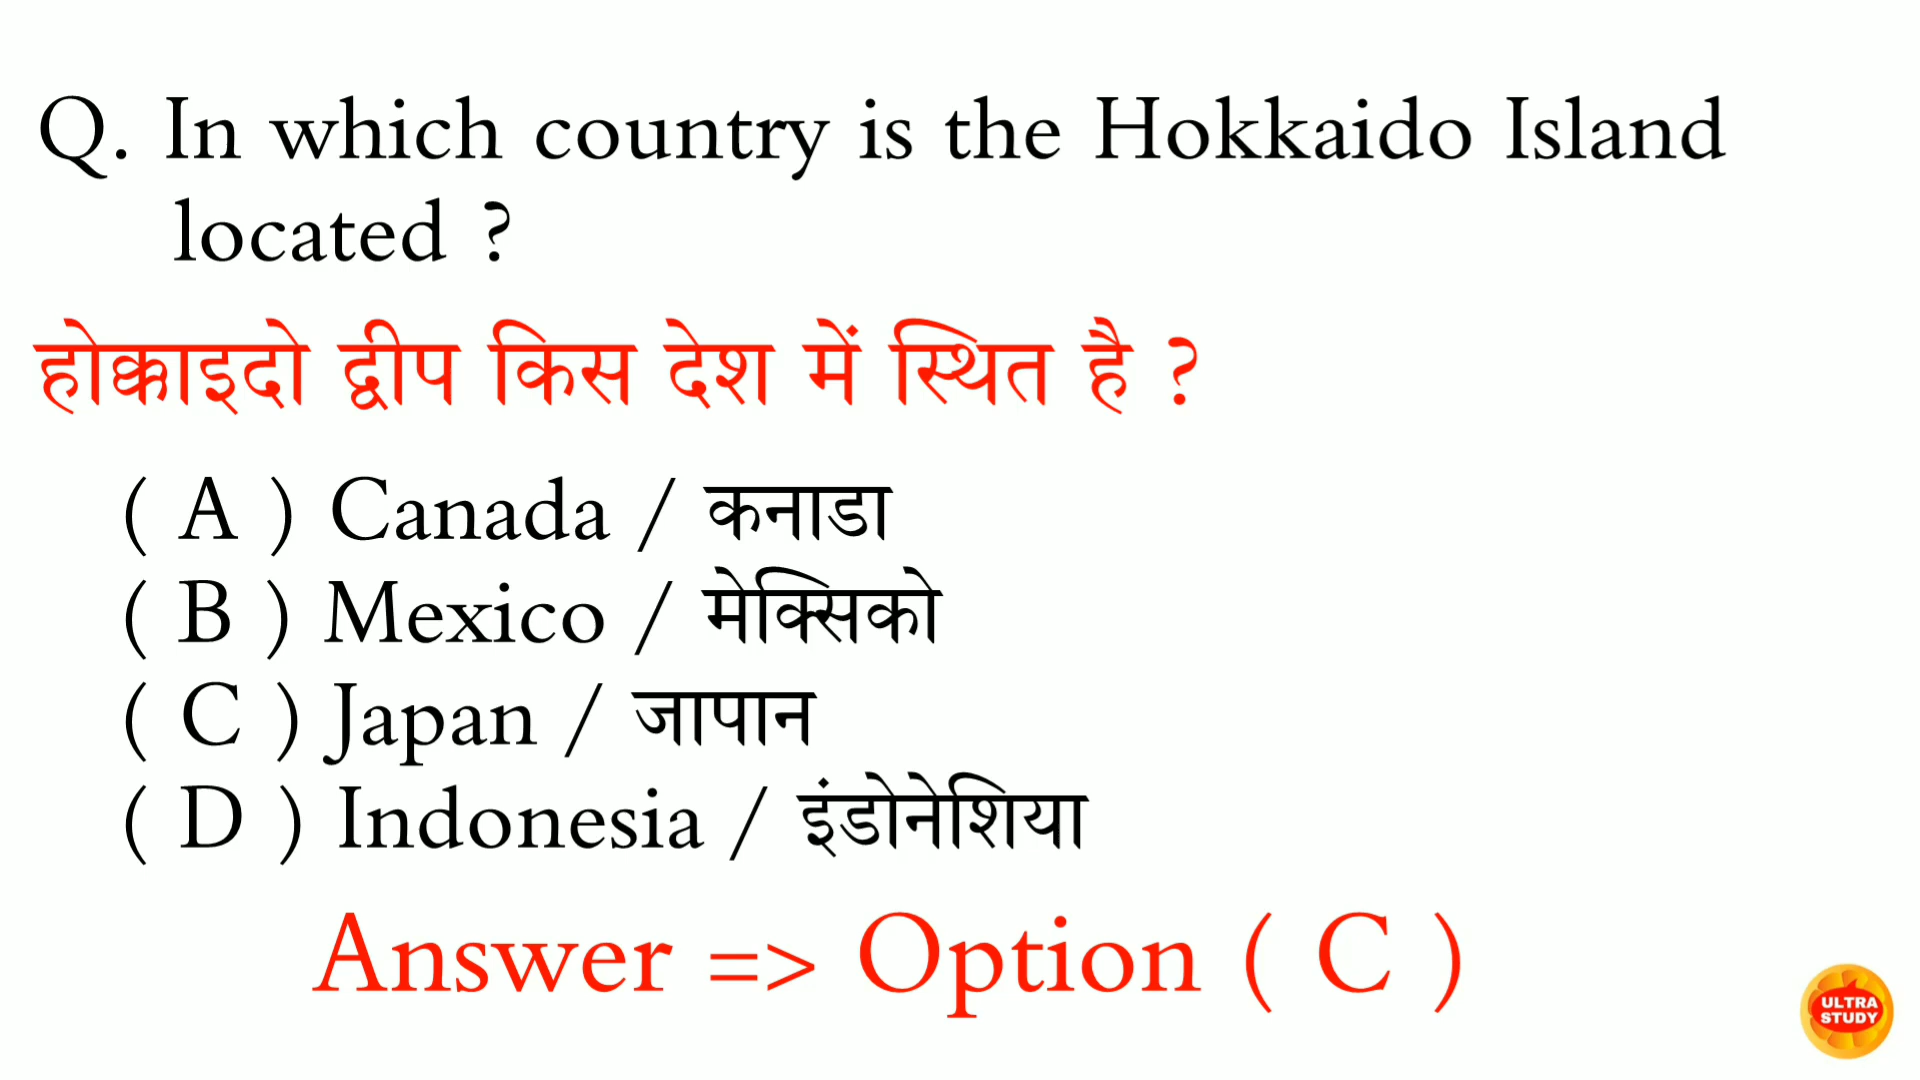 Q. In which country is the Hokkaido Island
located ?
होक्काइदो द्वीप किस देश में स्थित है ?
( A ) Canada / कनाडा
( B ) Mexico / मेक्सिको
( C ) Japan / जापान
( D ) Indonesia / इंडोनेशिया
Answer => Option ( C )
ULTRA
STUDY